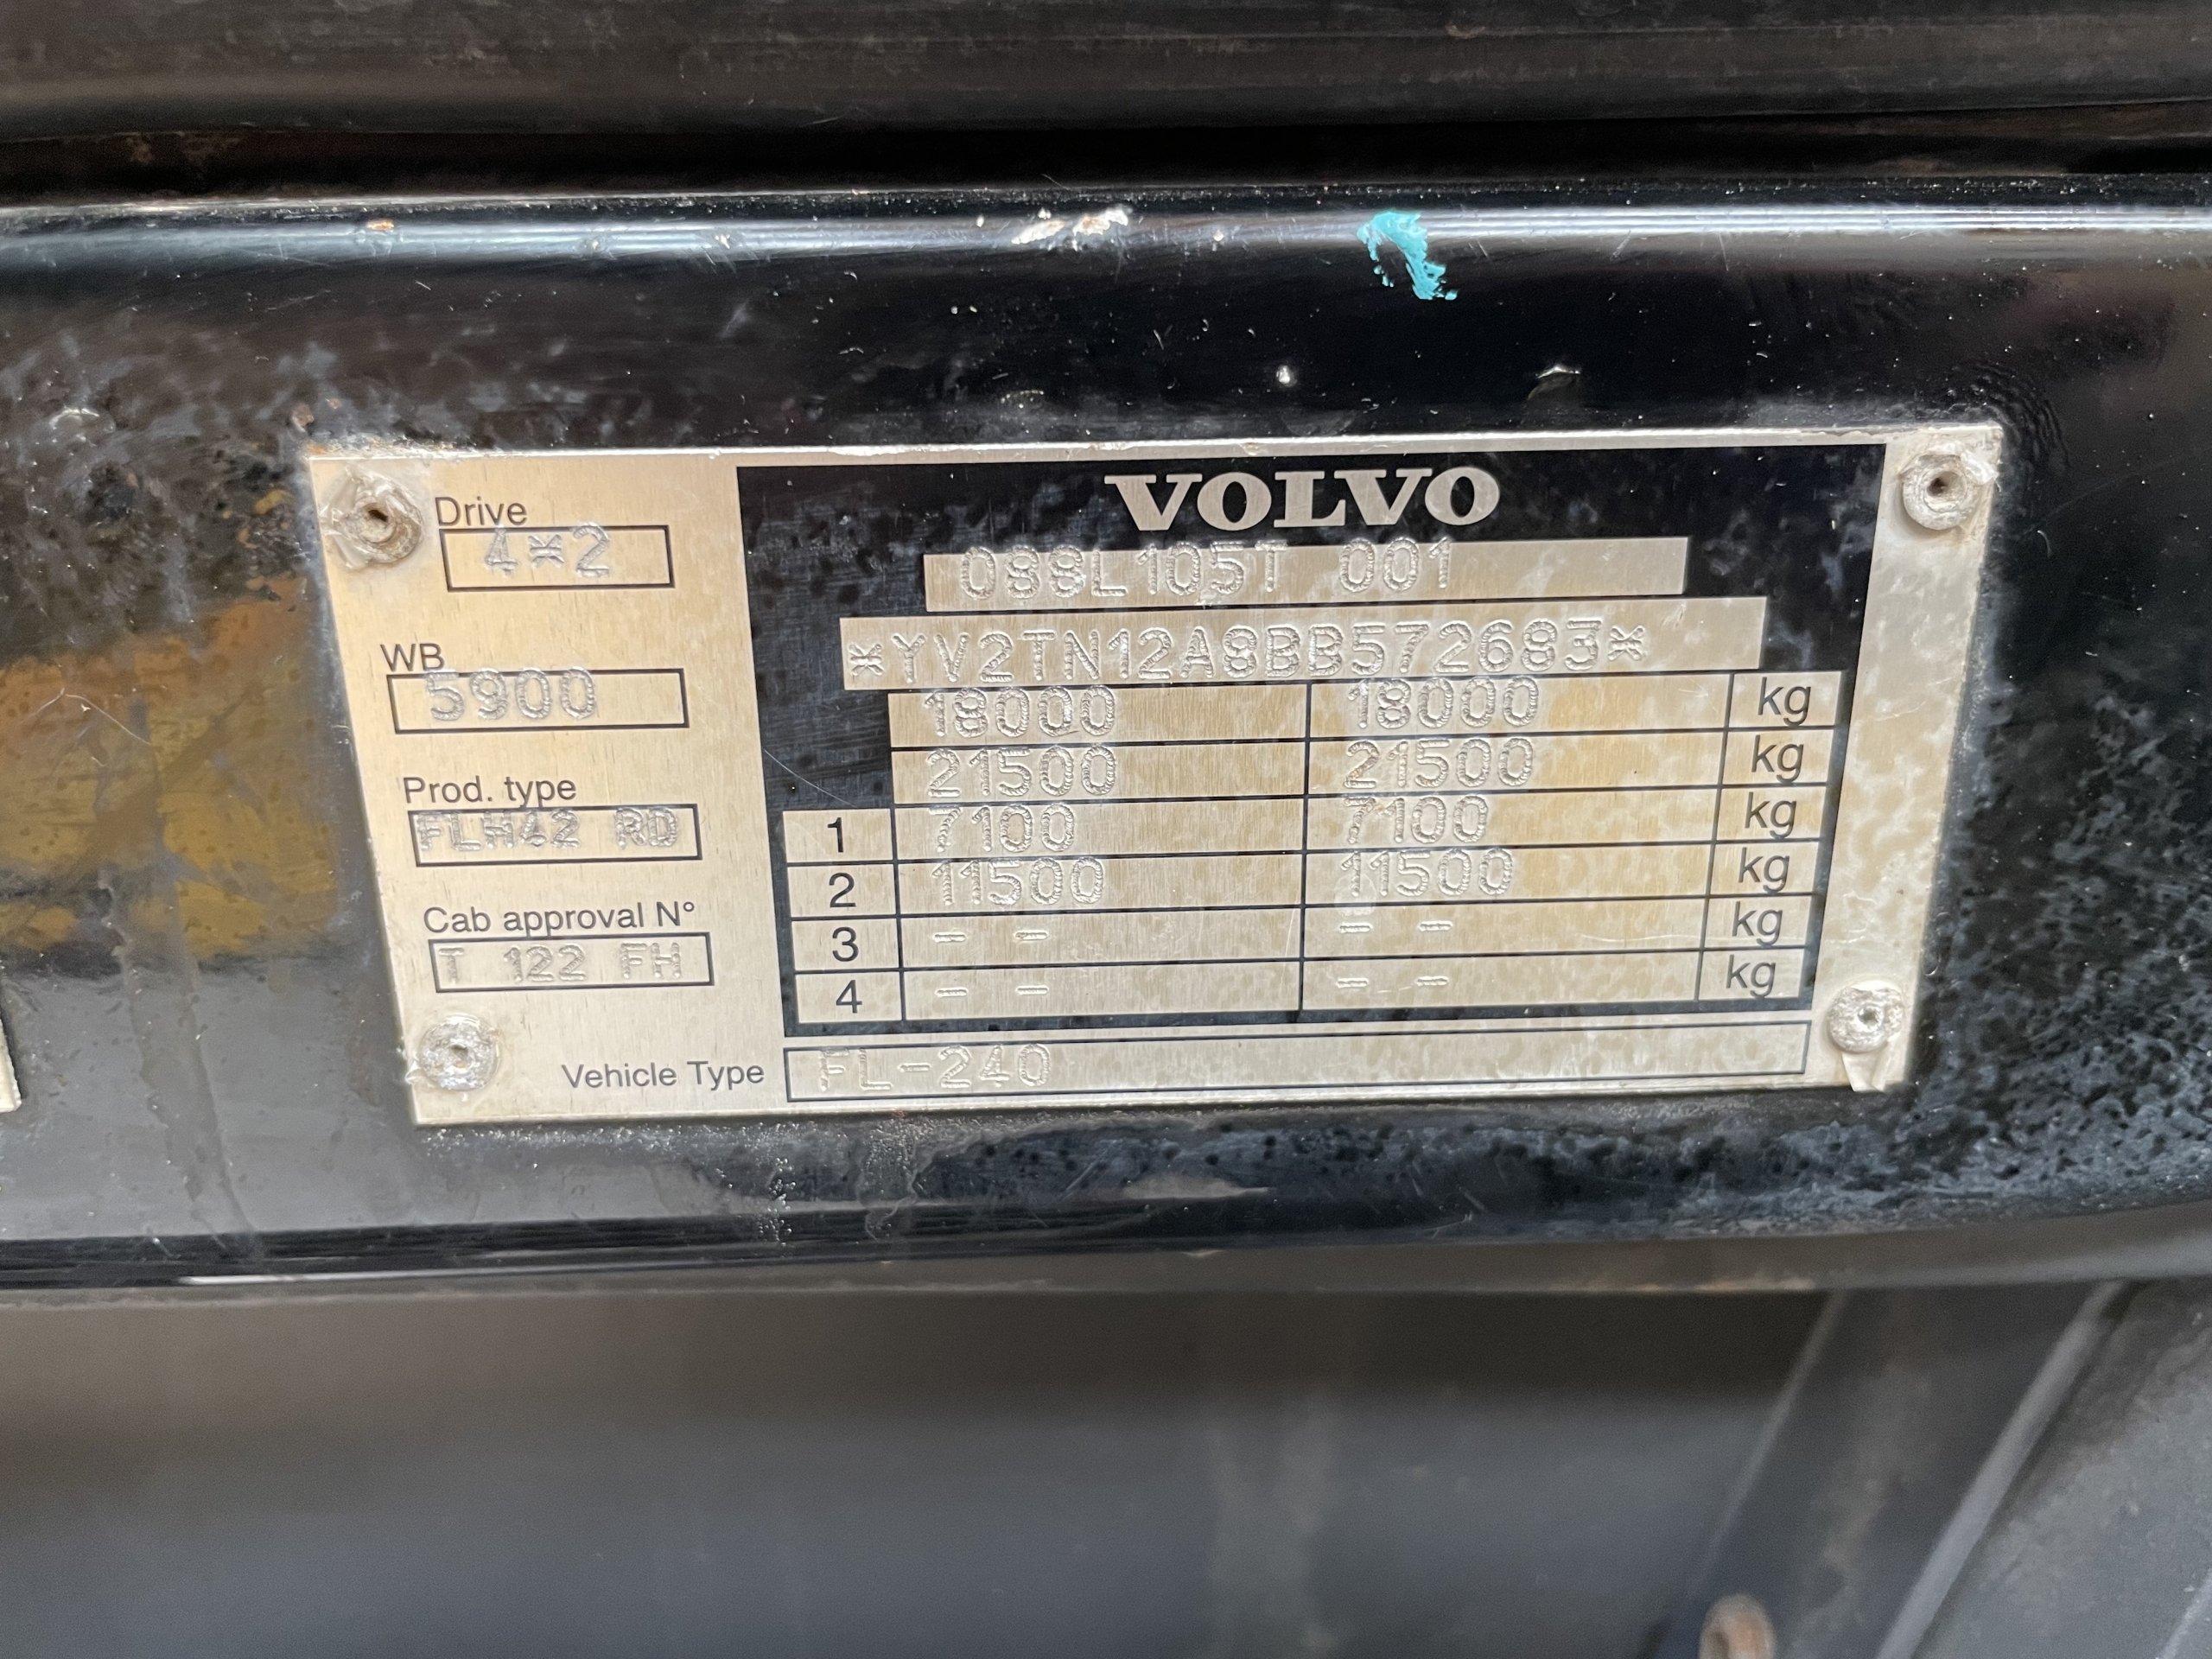 VOLVO
088L105T 001
*YV2TN12A8BB572683*
18000 18000 kg
21500 21500 kg
1 7100 7100 kg
2 11500 11500 kg
3 - - - - kg
4 - - - - kg
Drive
4*2
WB
5900
Prod. type
FLH42 RD
Cab approval N°
T 122 FH
Vehicle Type FL-240